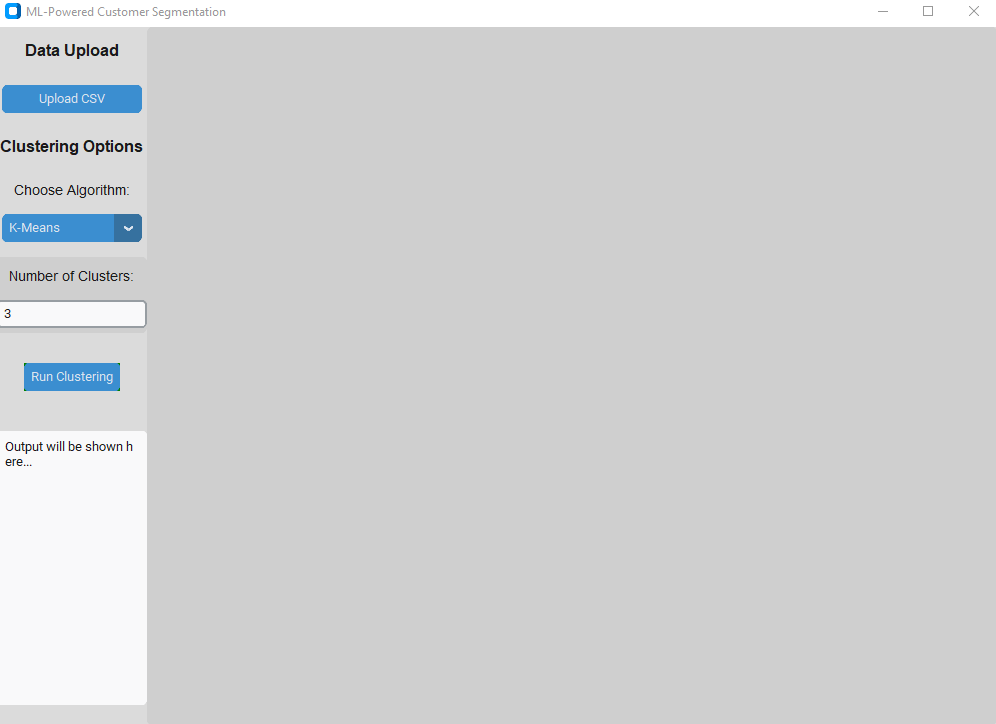 ML-Powered Customer Segmentation
Data Upload
Upload CSV
Clustering Options
Choose Algorithm:
K-Means
Number of Clusters:
3
Run Clustering
Output will be shown h
ere...